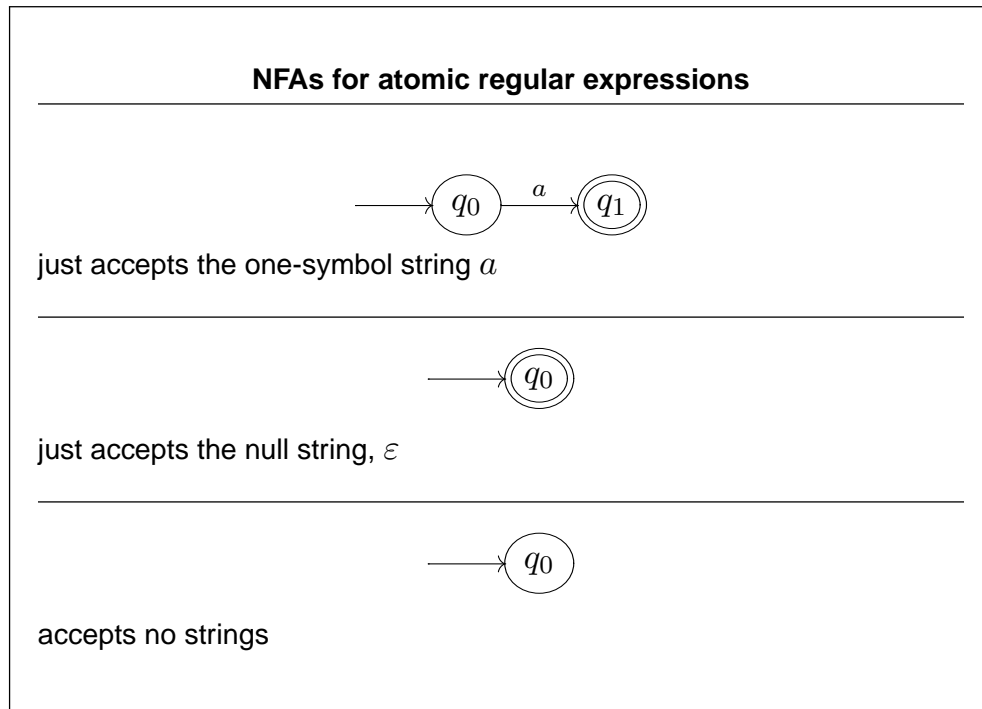 NFAs for atomic regular expressions
q₀ a q₁
just accepts the one-symbol string a
q₀
just accepts the null string, ε
q₀
accepts no strings